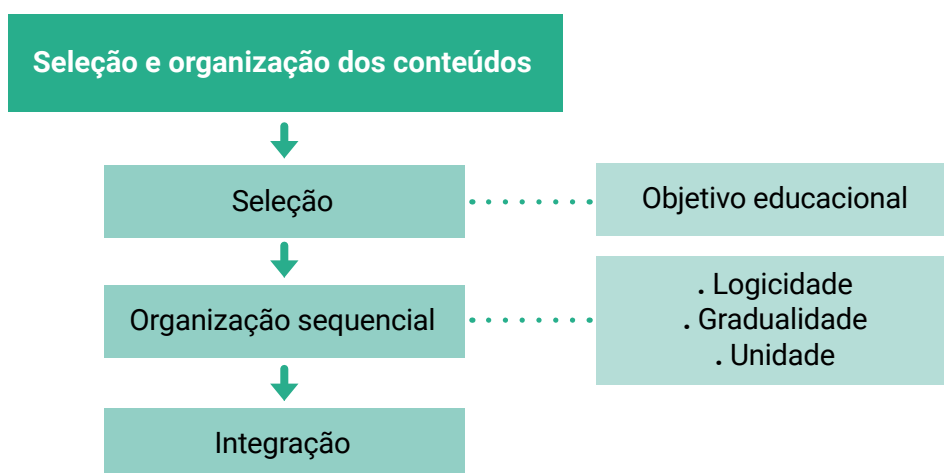 Seleção e organização dos conteúdos
Seleção
Objetivo educacional
Organização sequencial
. Logicidade
. Gradualidade
. Unidade
Integração